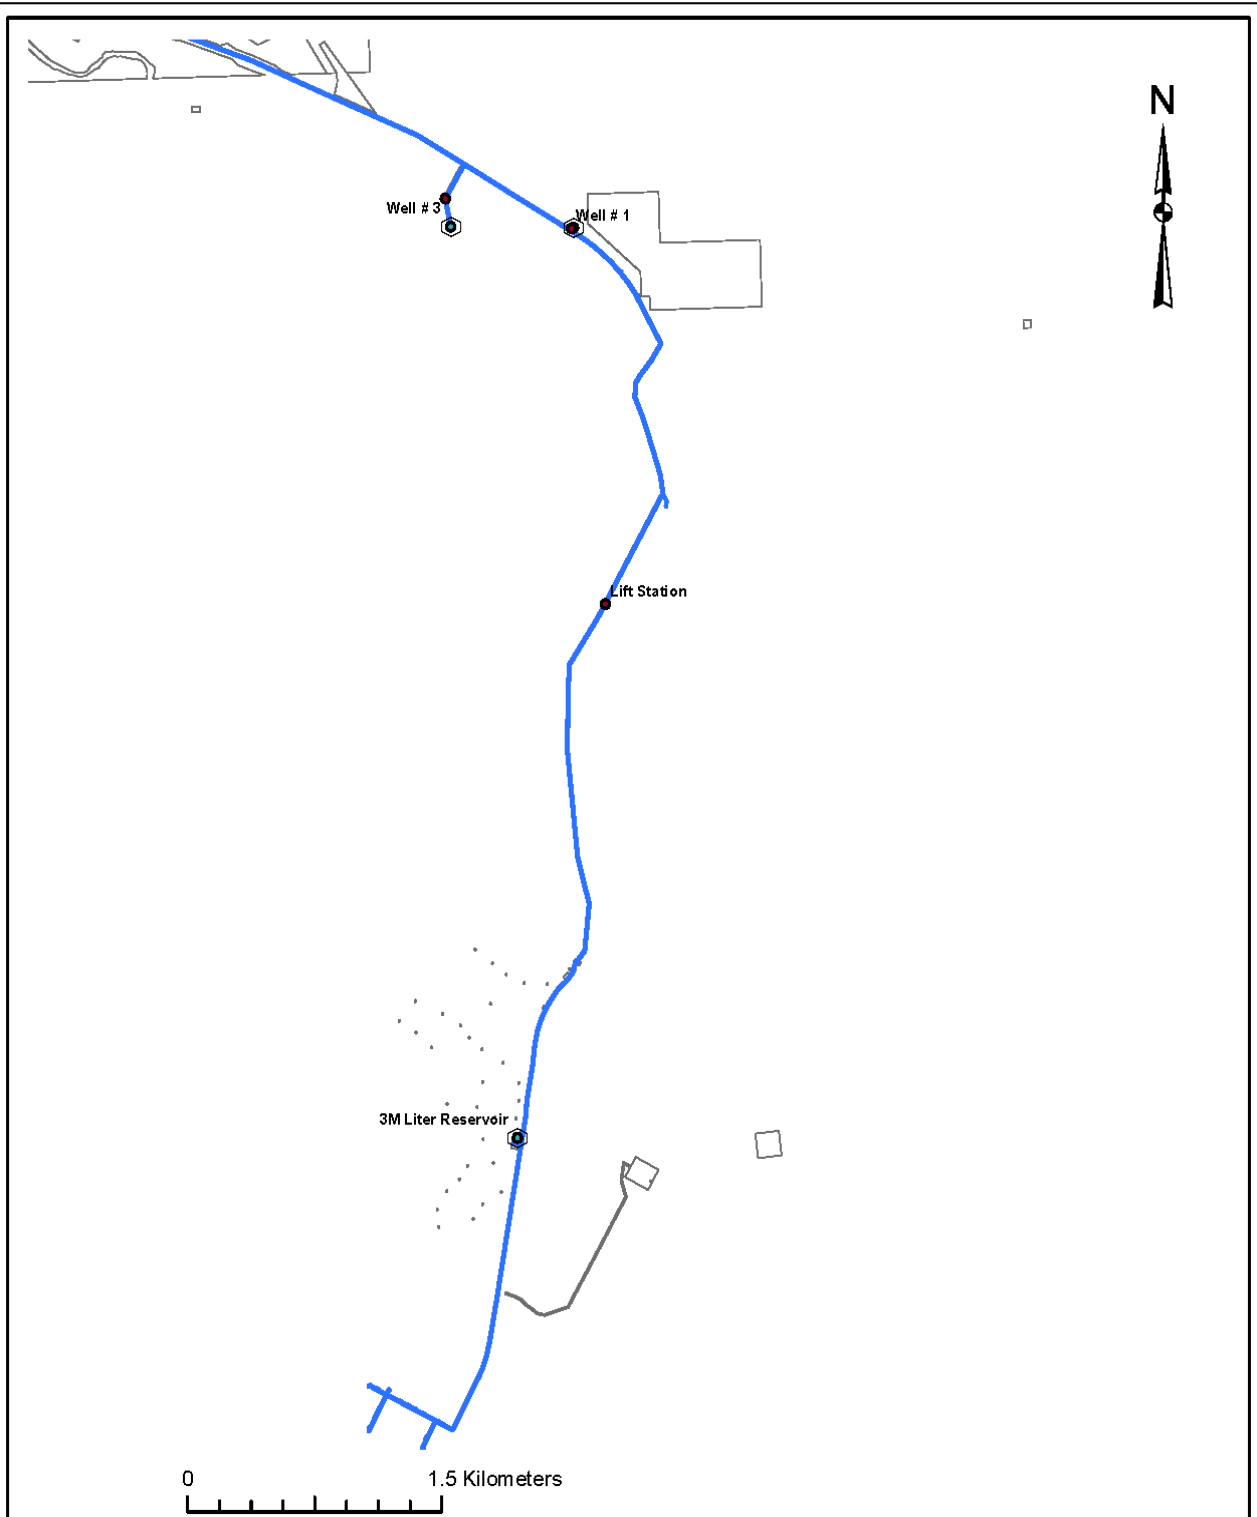 N
Well # 3
Well # 1
Lift Station
3M Liter Reservoir
0 1.5 Kilometers